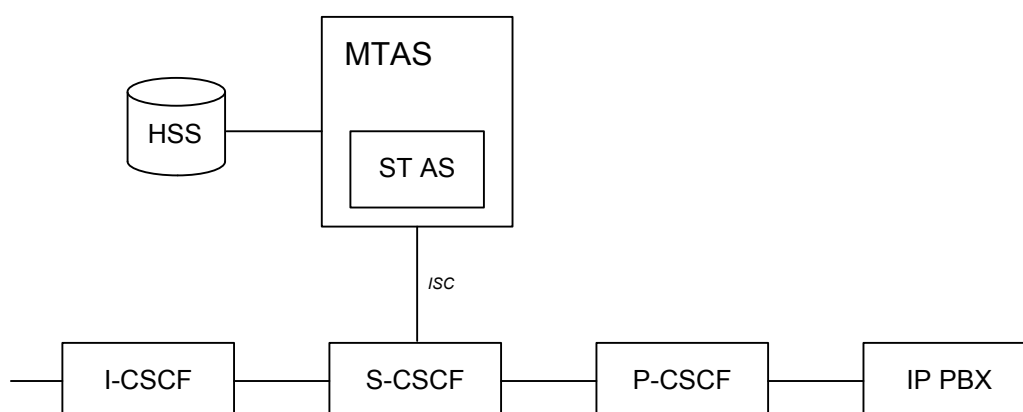 MTAS
HSS
ST AS
ISC
I-CSCF
S-CSCF
P-CSCF
IP PBX